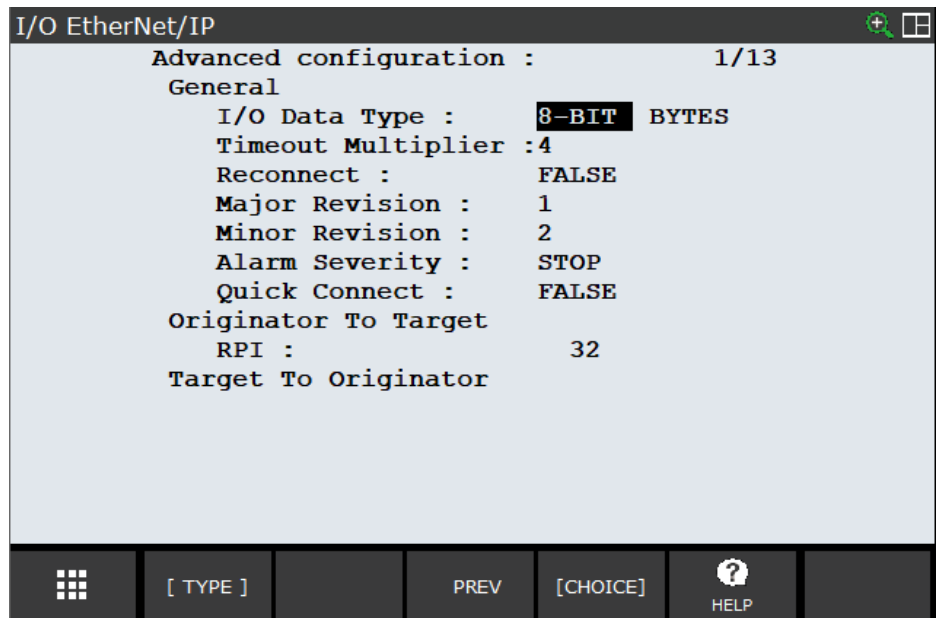 I/O EtherNet/IP
Advanced configuration : 1/13
General
I/O Data Type : 8-BIT BYTES
Timeout Multiplier :4
Reconnect : FALSE
Major Revision : 1
Minor Revision : 2
Alarm Severity : STOP
Quick Connect : FALSE
Originator To Target
RPI : 32
Target To Originator
[ TYPE ] PREV [CHOICE] ? HELP